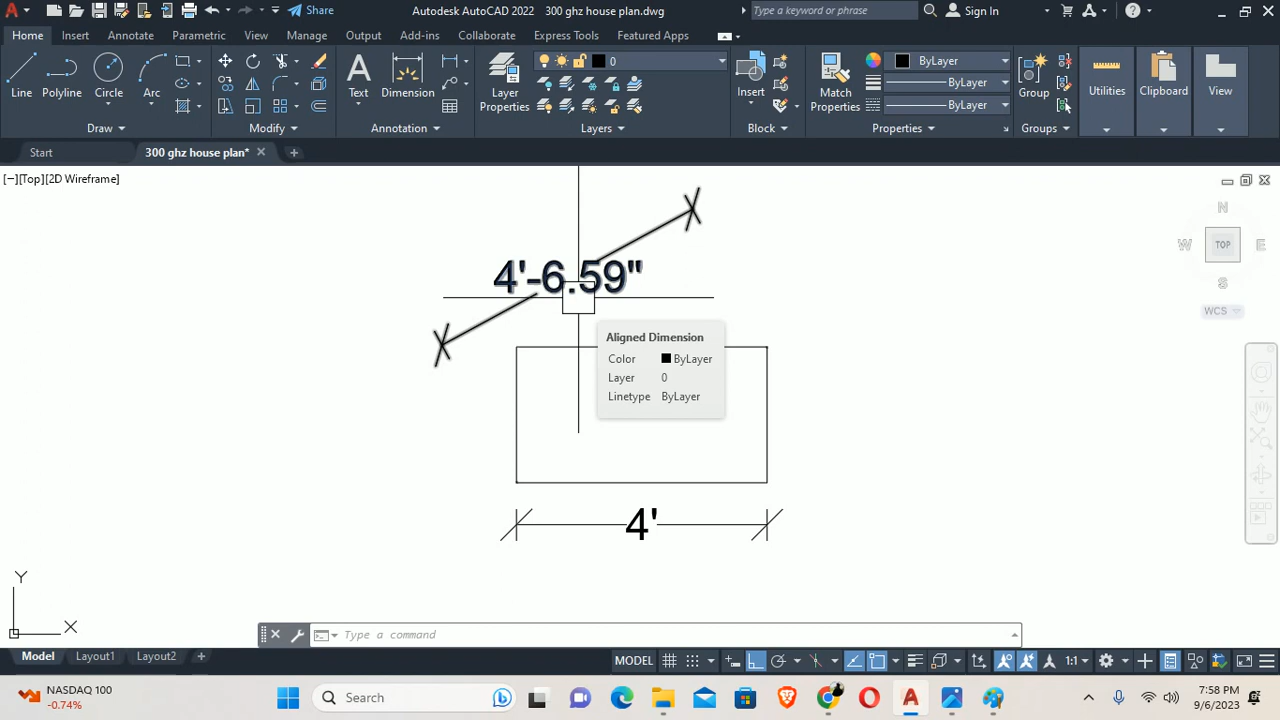 Share
Autodesk AutoCAD 2022
300 ghz house plan.dwg
Type a keyword or phrase
Sign In
Home
Insert
Annotate
Parametric
View
Manage
Output
Add-ins
Collaborate
Express Tools
Featured Apps
Line
Polyline
Circle
Arc
Text
Dimension
Layer
Properties
0
Insert
Match
Properties
ByLayer
ByLayer
ByLayer
Group
Utilities
Clipboard
View
Draw
Modify
Annotation
Layers
Block
Properties
Groups
Start
300 ghz house plan*
[−][Top][2D Wireframe]
N
W
TOP
E
S
WCS
4'-6.59"
Aligned Dimension
Color ByLayer
Layer 0
Linetype ByLayer
4'
Y
X
Type a command
Model
Layout1
Layout2
MODEL
1:1
NASDAQ 100
-0.74%
Search
7:58 PM
9/6/2023